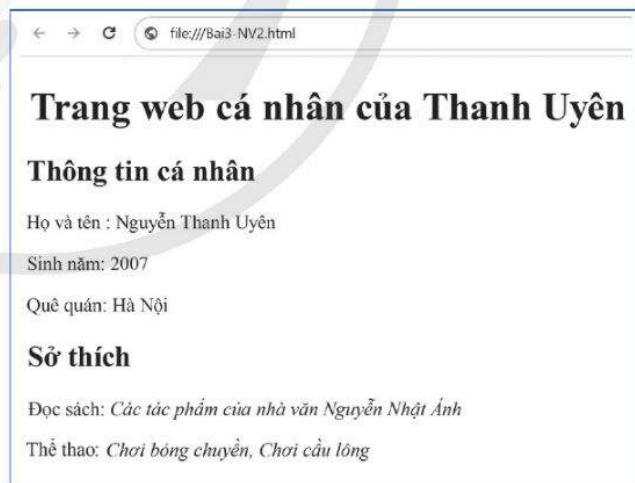 file:///Bai3-NV2.html
Trang web cá nhân của Thanh Uyên
Thông tin cá nhân
Họ và tên : Nguyễn Thanh Uyên
Sinh năm: 2007
Quê quán: Hà Nội
Sở thích
Đọc sách: Các tác phẩm của nhà văn Nguyễn Nhật Ánh
Thể thao: Chơi bóng chuyền, Chơi cầu lông